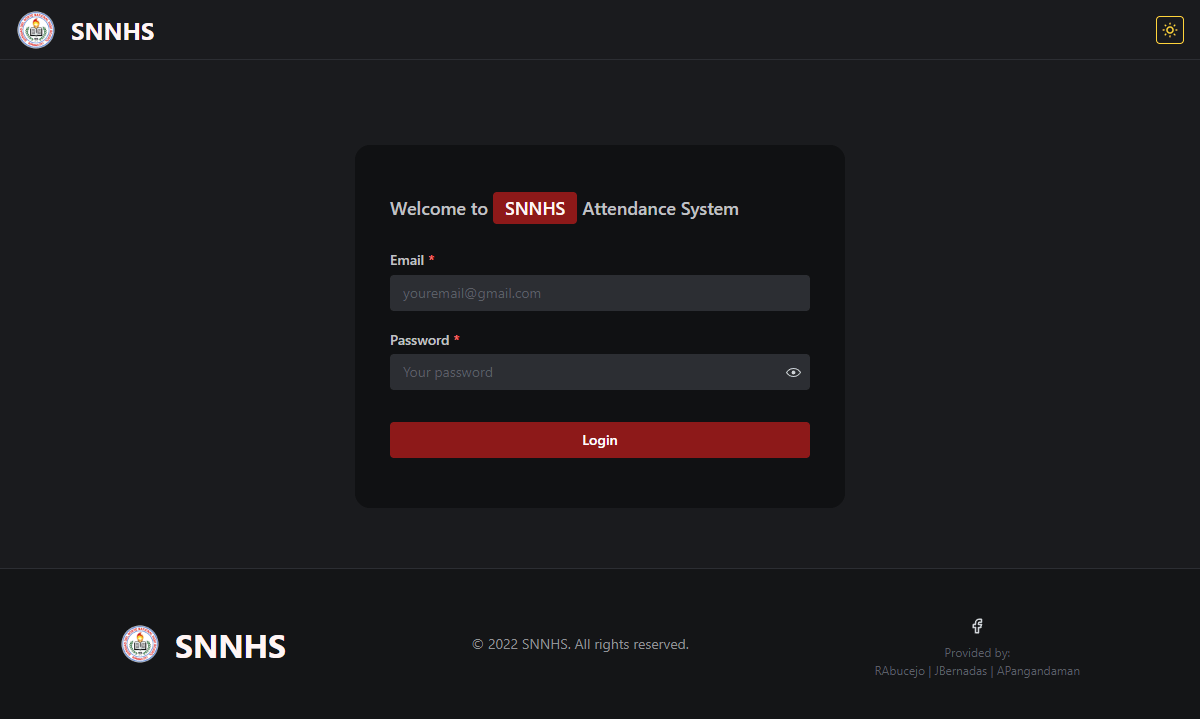 SNNHS
Welcome to SNNHS Attendance System
Email *
youremail@gmail.com
Password *
Your password
Login
SNNHS
© 2022 SNNHS. All rights reserved.
Provided by:
RAbucejo | JBernadas | APangandaman